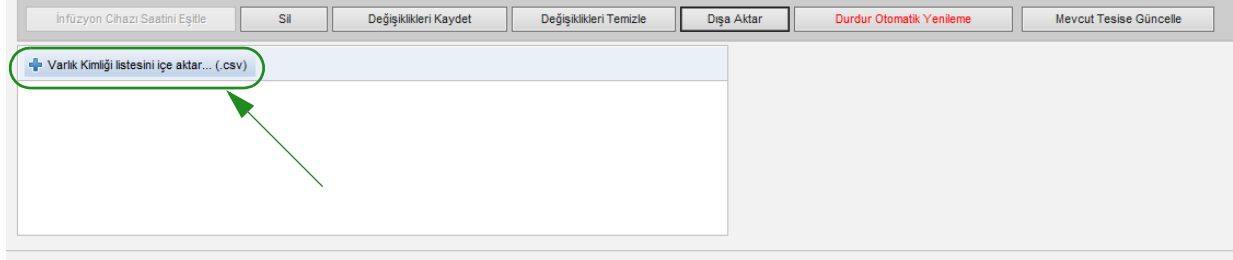 İnfüzyon Cihazı Saatini Eşitle Sil Değişiklikleri Kaydet Değişiklikleri Temizle Dışa Aktar Durdur Otomatik Yenileme Mevcut Tesise Güncelle
Varlık Kimliği listesini içe aktar... (.csv)